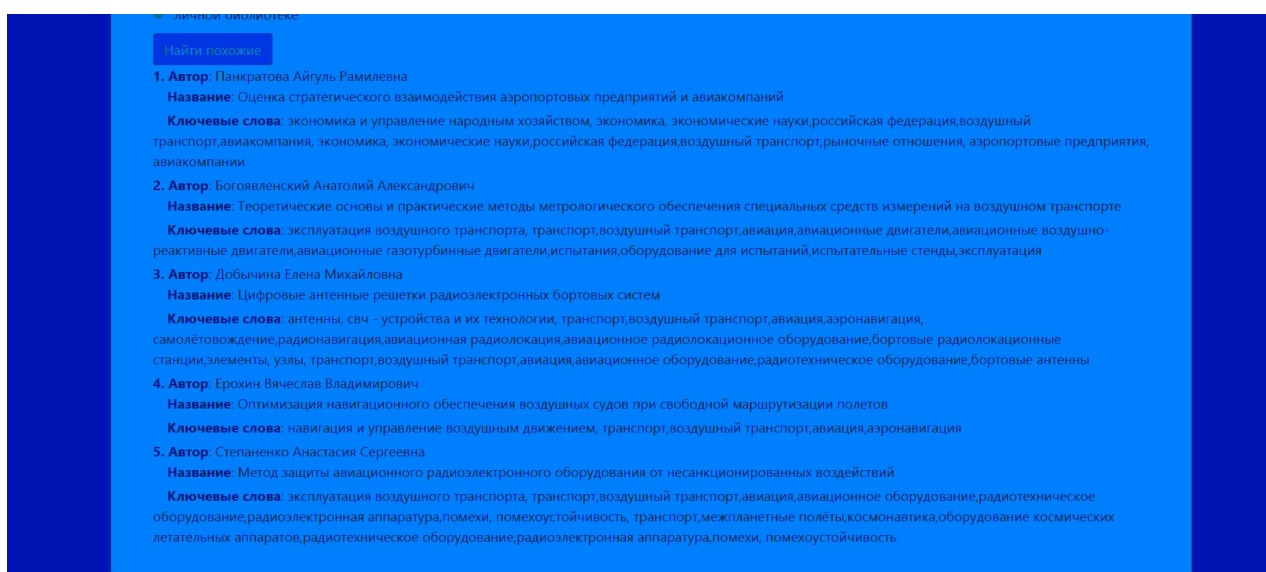 личной библиотеке
Найти похожие
1. Автор: Панкратова Айгуль Рамилевна
Название: Оценка стратегического взаимодействия аэропортовых предприятий и авиакомпаний
Ключевые слова: экономика и управление народным хозяйством, экономика, экономические науки,российская федерация,воздушный
транспорт,авиакомпания, экономика, экономические науки,российская федерация,воздушный транспорт,рыночные отношения, аэропортовые предприятия,
авиакомпании
2. Автор: Богоявленский Анатолий Александрович
Название: Теоретические основы и практические методы метрологического обеспечения специальных средств измерений на воздушном транспорте
Ключевые слова: эксплуатация воздушного транспорта, транспорт,воздушный транспорт,авиация,авиационные двигатели,авиационные воздушно-
реактивные двигатели,авиационные газотурбинные двигатели,испытания,оборудование для испытаний,испытательные стенды,эксплуатация
3. Автор: Добычина Елена Михайловна
Название: Цифровые антенные решетки радиоэлектронных бортовых систем
Ключевые слова: антенны, свч - устройства и их технологии, транспорт,воздушный транспорт,авиация,аэронавигация,
самолётовождение,радионавигация,авиационная радиолокация,авиационное радиолокационное оборудование,бортовые радиолокационные
станции,элементы, узлы, транспорт,воздушный транспорт,авиация,авиационное оборудование,радиотехническое оборудование,бортовые антенны
4. Автор: Ерохин Вячеслав Владимирович
Название: Оптимизация навигационного обеспечения воздушных судов при свободной маршрутизации полетов
Ключевые слова: навигация и управление воздушным движением, транспорт,воздушный транспорт,авиация,аэронавигация
5. Автор: Степаненко Анастасия Сергеевна
Название: Метод защиты авиационного радиоэлектронного оборудования от несанкционированных воздействий
Ключевые слова: эксплуатация воздушного транспорта, транспорт,воздушный транспорт,авиация,авиационное оборудование,радиотехническое
оборудование,радиоэлектронная аппаратура,помехи, помехоустойчивость, транспорт,межпланетные полёты,космонавтика,оборудование космических
летательных аппаратов,радиотехническое оборудование,радиоэлектронная аппаратура,помехи, помехоустойчивость